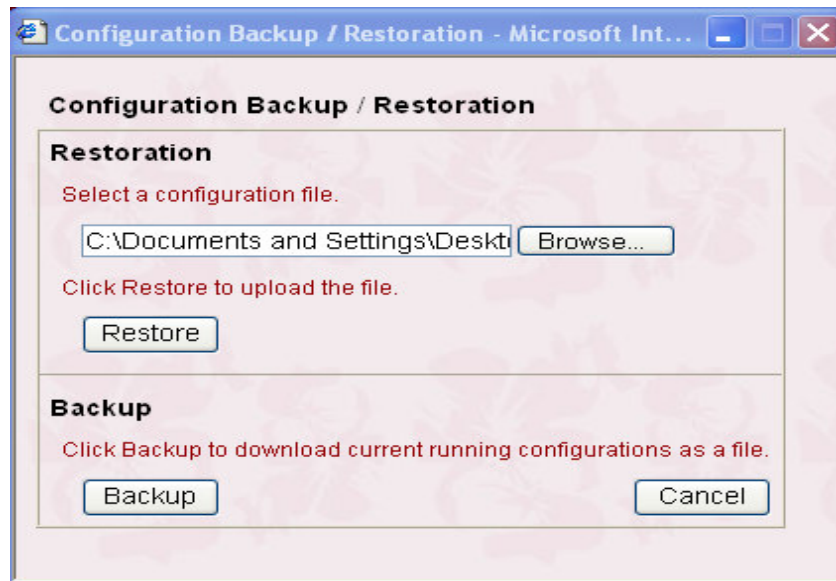 Configuration Backup / Restoration - Microsoft Int...
Configuration Backup / Restoration
Restoration
Select a configuration file.
C:\Documents and Settings\Deskt Browse...
Click Restore to upload the file.
Restore
Backup
Click Backup to download current running configurations as a file.
Backup Cancel